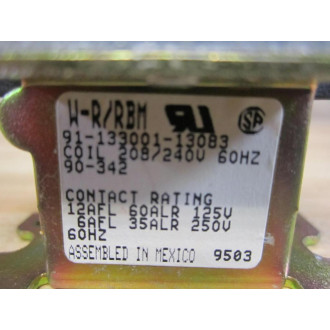 W-R/RBM
91-133001-13083
COIL 208/240V 60HZ
90-342
CONTACT RATING
12AFL 60ALR 125V
6AFL 35ALR 250V
60HZ
ASSEMBLED IN MEXICO 9503